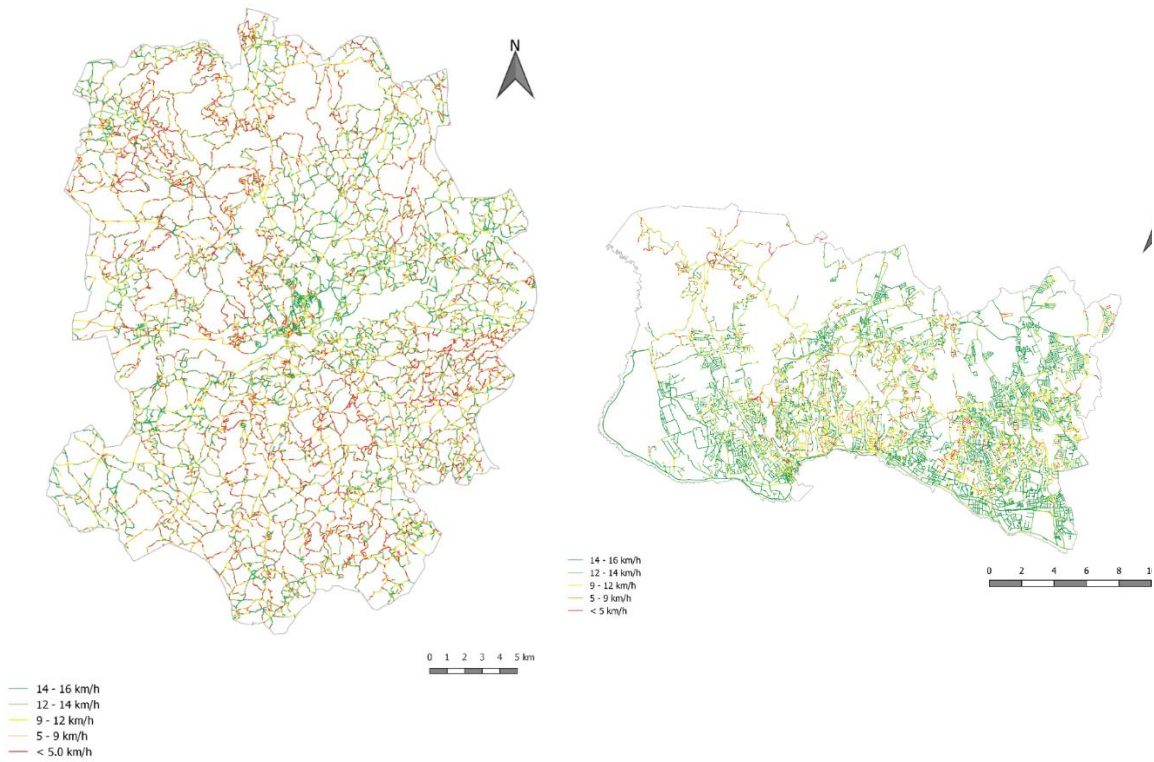 N
0 1 2 3 4 5 km
14 - 16 km/h
12 - 14 km/h
9 - 12 km/h
5 - 9 km/h
< 5.0 km/h
14 - 16 km/h
12 - 14 km/h
9 - 12 km/h
5 - 9 km/h
< 5 km/h
0 2 4 6 8 10